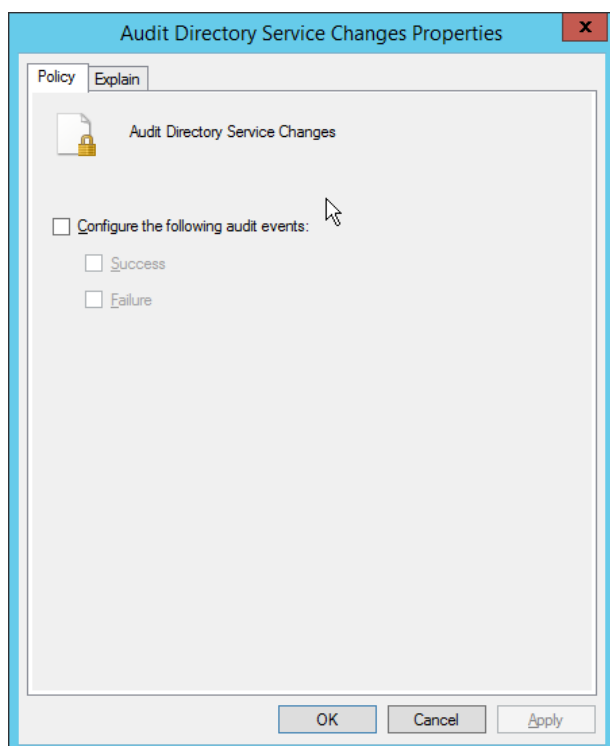 Audit Directory Service Changes Properties
x
Policy Explain
Audit Directory Service Changes
Configure the following audit events:
Success
Failure
OK Cancel Apply